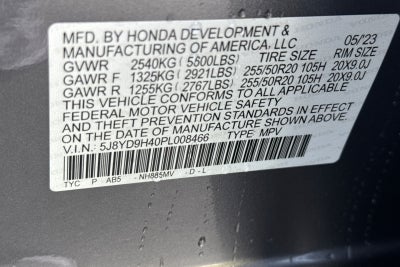 MFD. BY HONDA DEVELOPMENT & 05/23
MANUFACTURING OF AMERICA, LLC
TIRE SIZE RIM SIZE
GVWR 2540KG (5600LBS)
GAWR F 1325KG (2921LBS) 255/50R20 105H 20X9.0J
GAWR R 1255KG (2767LBS) 255/50R20 105H 20X9.0J
THIS VEHICLE CONFORMS TO ALL APPLICABLE
FEDERAL MOTOR VEHICLE SAFETY
AND THEFT PREVENTION STANDARDS IN EFFECT
ON THE DATE OF MANUFACTURE SHOWN ABOVE.
V.I.N.: 5J8YD9H40PL008466 TYPE: MPV
TYC P AB5 -NH885MV -D-L